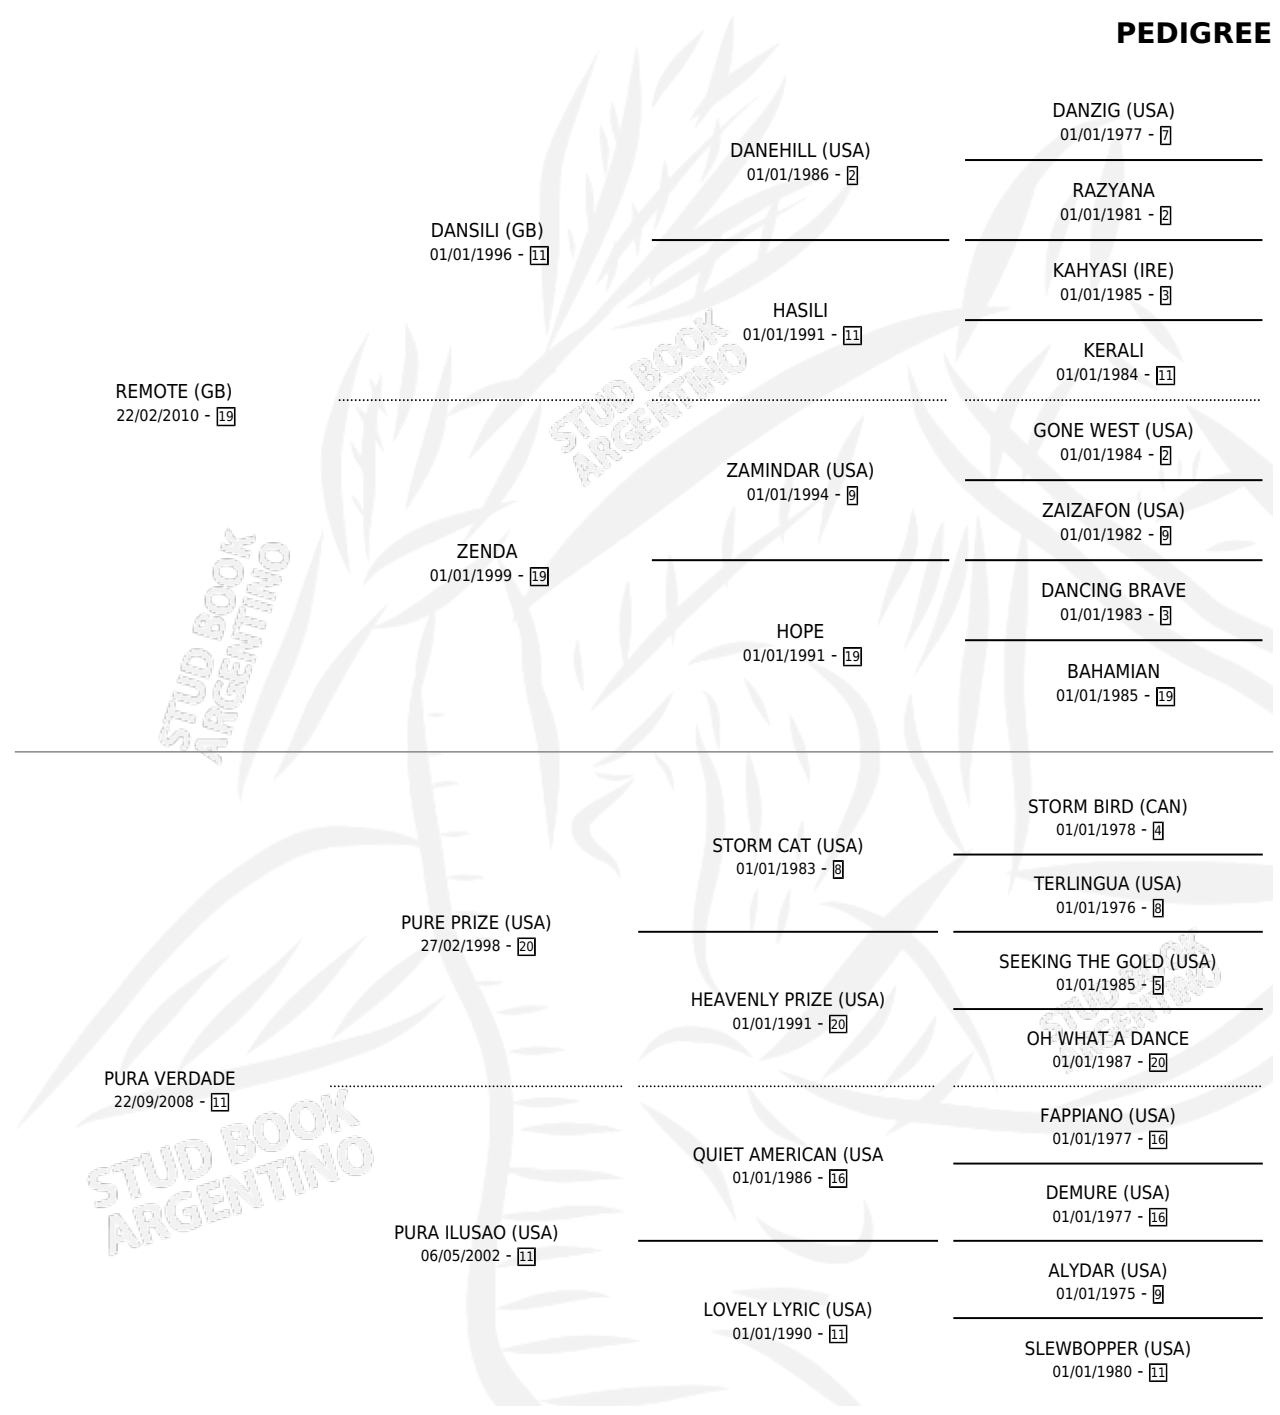 PEDIGREE
DANZIG (USA)
01/01/1977 - 7
DANEHILL (USA)
01/01/1986 - 2
RAZYANA
01/01/1981 - 2
DANSILI (GB)
01/01/1996 - 11
KAHYASI (IRE)
01/01/1985 - 3
HASILI
01/01/1991 - 11
KERALI
01/01/1984 - 11
REMOTE (GB)
22/02/2010 - 19
GONE WEST (USA)
01/01/1984 - 2
ZAMINDAR (USA)
01/01/1994 - 9
ZAIZAFON (USA)
01/01/1982 - 9
ZENDA
01/01/1999 - 19
DANCING BRAVE
01/01/1983 - 3
HOPE
01/01/1991 - 19
BAHAMIAN
01/01/1985 - 19
STORM BIRD (CAN)
01/01/1978 - 4
STORM CAT (USA)
01/01/1983 - 8
TERLINGUA (USA)
01/01/1976 - 8
PURE PRIZE (USA)
27/02/1998 - 20
SEEKING THE GOLD (USA)
01/01/1985 - 5
HEAVENLY PRIZE (USA)
01/01/1991 - 20
OH WHAT A DANCE
01/01/1987 - 20
PURA VERDADE
22/09/2008 - 11
FAPPIANO (USA)
01/01/1977 - 16
QUIET AMERICAN (USA
01/01/1986 - 16
DEMURE (USA)
01/01/1977 - 16
PURA ILUSAO (USA)
06/05/2002 - 11
ALYDAR (USA)
01/01/1975 - 9
LOVELY LYRIC (USA)
01/01/1990 - 11
SLEWBOPPER (USA)
01/01/1980 - 11
STUD BOOK
ARGENTINO
STUD BOOK
ARGENTINO
STUD BOOK
ARGENTINO
STUD BOOK
ARGENTINO